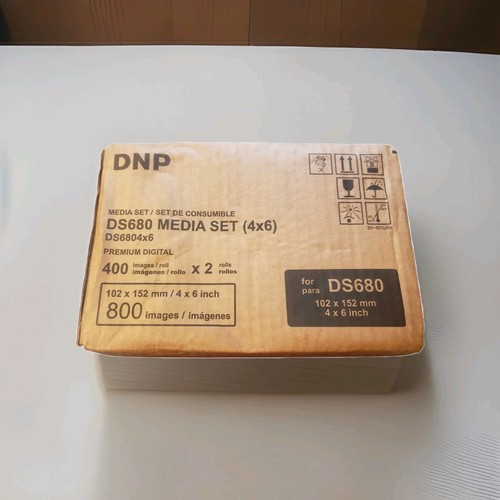 DNP
MEDIA SET / SET DE CONSUMIBLE
DS680 MEDIA SET (4x6)
DS6804x6
PREMIUM DIGITAL
400 images / roll imágenes / rollo x 2 rolls rollos
102 x 152 mm / 4 x 6 inch
800 images / imágenes
for para DS680
102 x 152 mm
4 x 6 inch